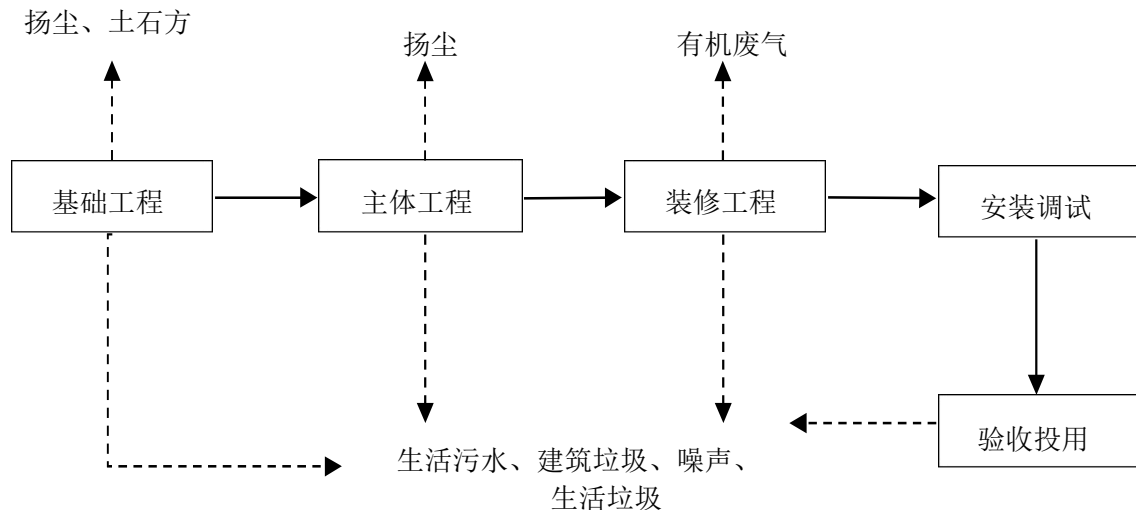 扬尘、土石方
扬尘
有机废气
基础工程
主体工程
装修工程
安装调试
验收投用
生活污水、建筑垃圾、噪声、
生活垃圾